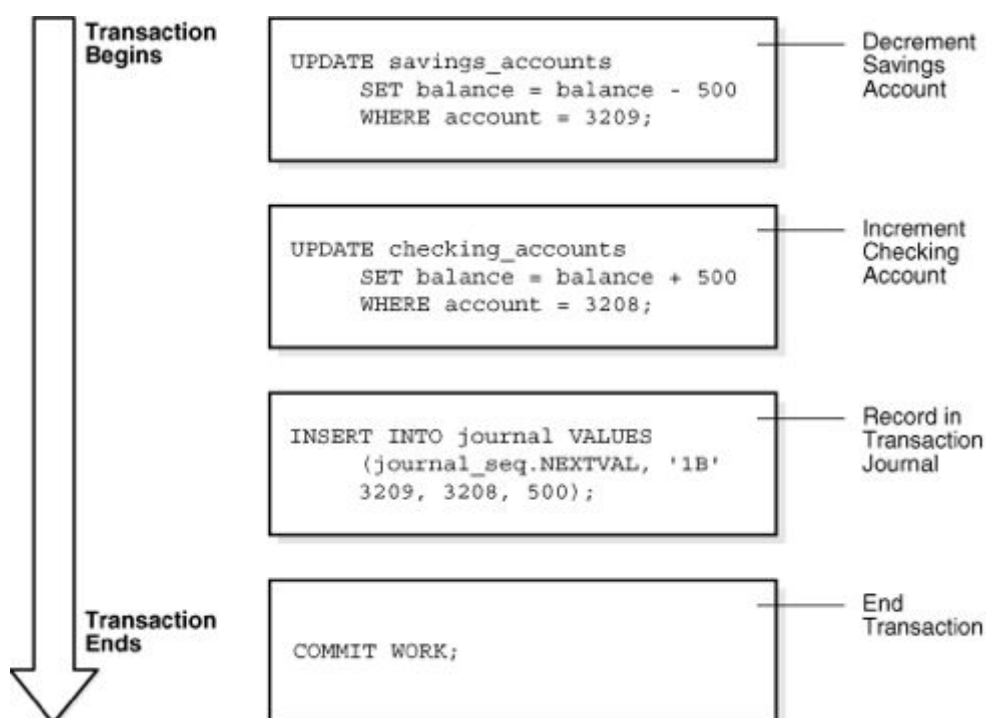 Transaction
Begins
UPDATE savings_accounts
SET balance = balance - 500
WHERE account = 3209;
Decrement
Savings
Account
UPDATE checking_accounts
SET balance = balance + 500
WHERE account = 3208;
Increment
Checking
Account
INSERT INTO journal VALUES
(journal_seq.NEXTVAL, '1B'
3209, 3208, 500);
Record in
Transaction
Journal
Transaction
Ends
COMMIT WORK;
End
Transaction